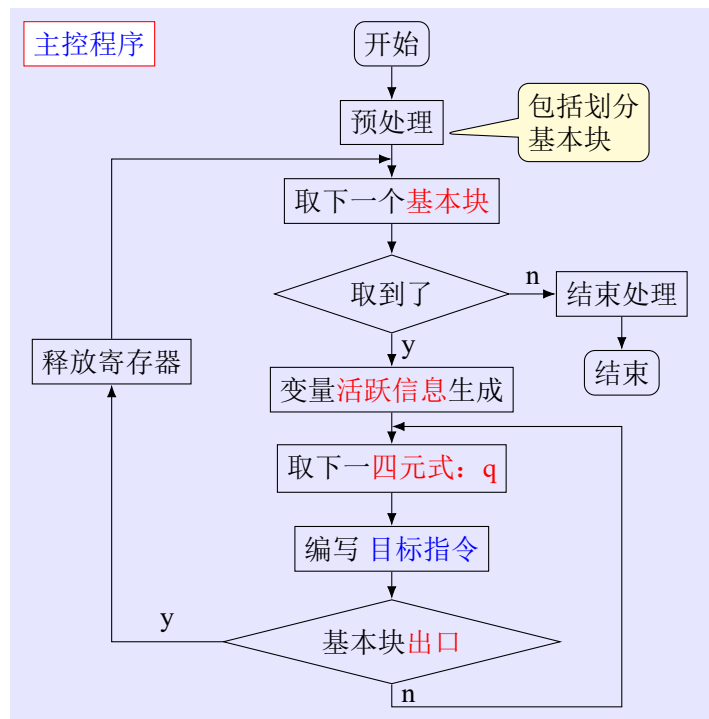 主控程序
开始
预处理
包括划分
基本块
取下一个基本块
取到了
n
结束处理
y
释放寄存器
结束
变量活跃信息生成
取下一四元式：q
编写 目标指令
y
基本块出口
n